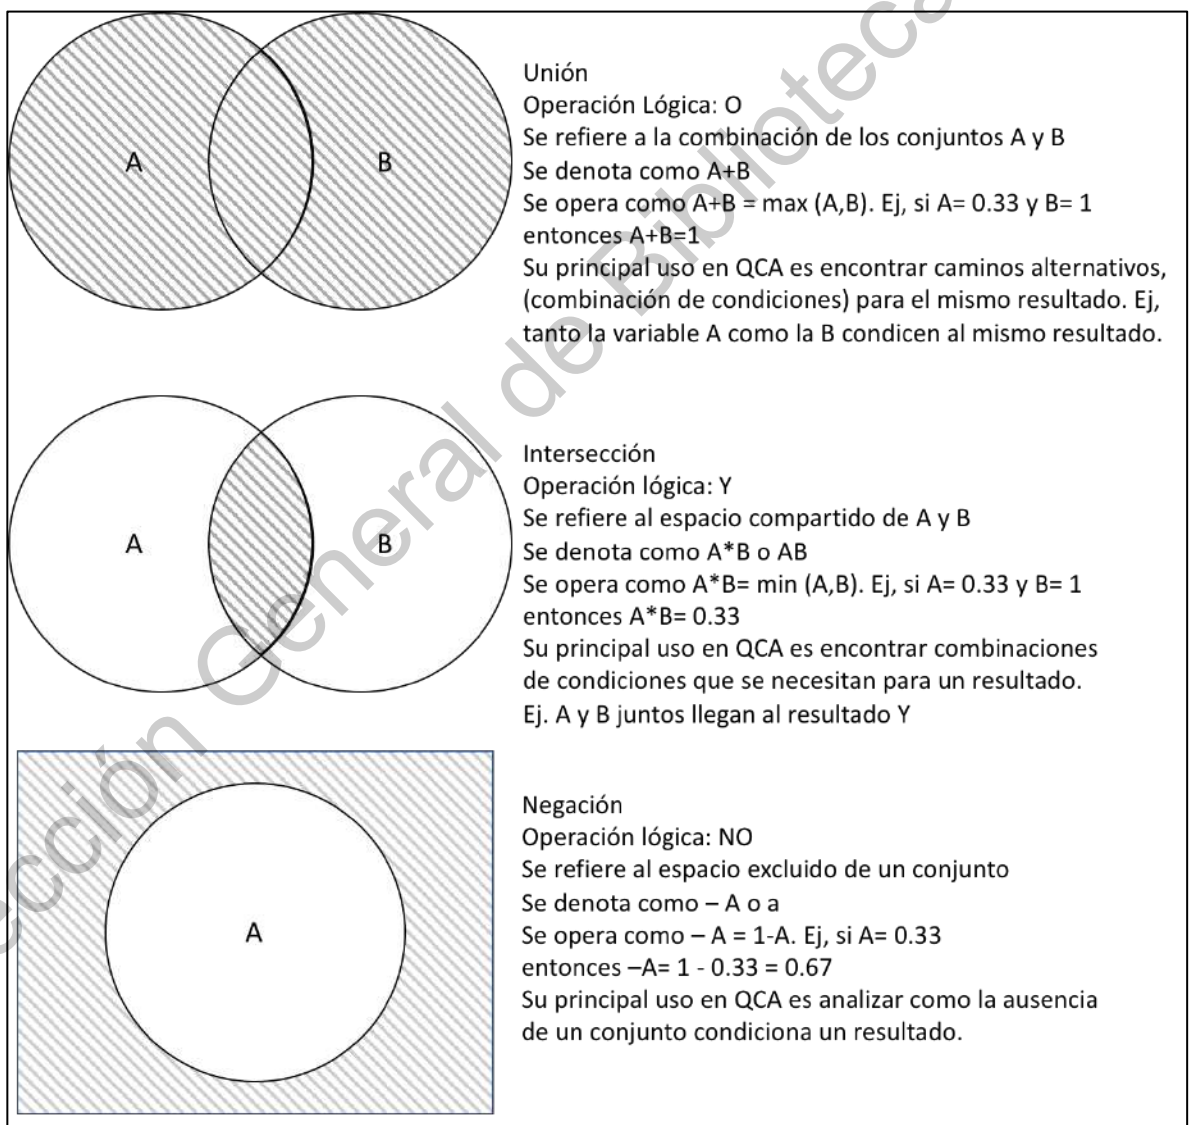 A
B
Unión
Operación Lógica: O
Se refiere a la combinación de los conjuntos A y B
Se denota como A+B
Se opera como A+B = max (A,B). Ej, si A= 0.33 y B= 1
entonces A+B=1
Su principal uso en QCA es encontrar caminos alternativos,
(combinación de condiciones) para el mismo resultado. Ej,
tanto la variable A como la B condicen al mismo resultado.
A
B
Intersección
Operación lógica: Y
Se refiere al espacio compartido de A y B
Se denota como A*B o AB
Se opera como A*B= min (A,B). Ej, si A= 0.33 y B= 1
entonces A*B= 0.33
Su principal uso en QCA es encontrar combinaciones
de condiciones que se necesitan para un resultado.
Ej. A y B juntos llegan al resultado Y
A
Negación
Operación lógica: NO
Se refiere al espacio excluido de un conjunto
Se denota como – A o a
Se opera como – A = 1-A. Ej, si A= 0.33
entonces –A= 1 - 0.33 = 0.67
Su principal uso en QCA es analizar como la ausencia
de un conjunto condiciona un resultado.
General de